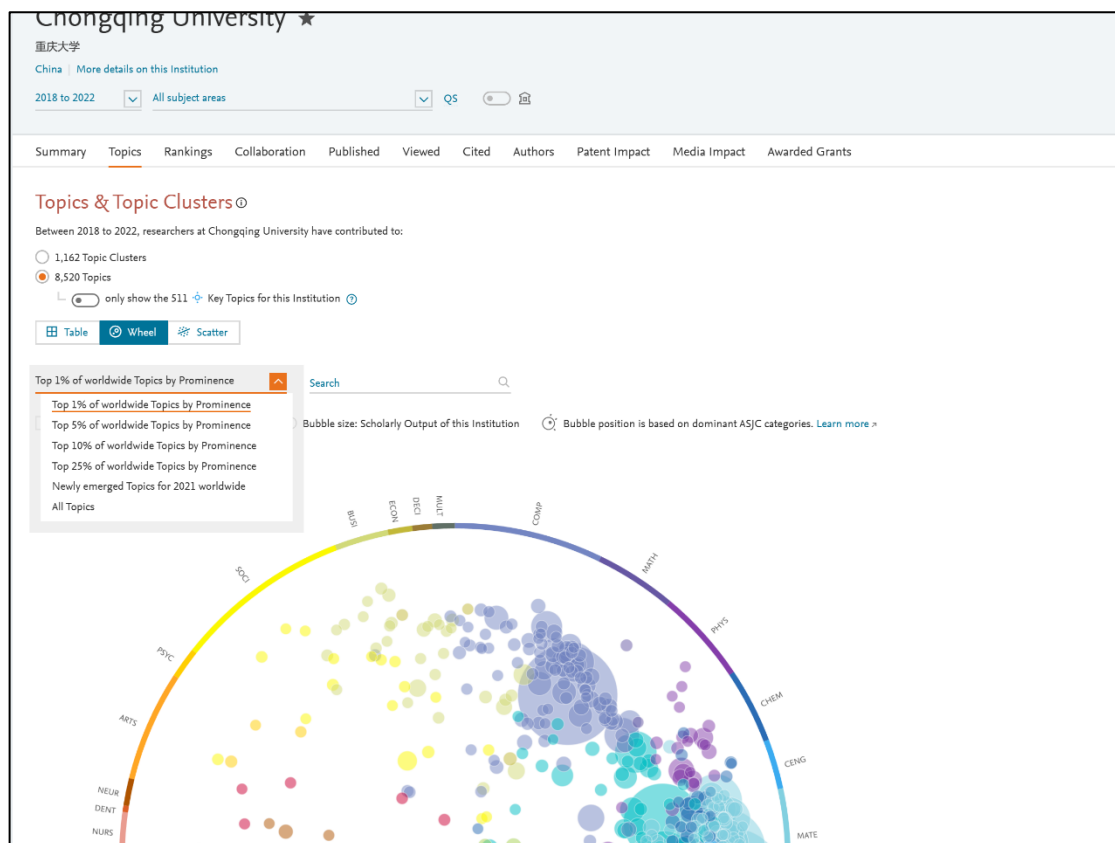 Chongqing University ★
重庆大学
China | More details on this Institution
2018 to 2022 All subject areas QS
Summary Topics Rankings Collaboration Published Viewed Cited Authors Patent Impact Media Impact Awarded Grants
Topics & Topic Clusters
Between 2018 to 2022, researchers at Chongqing University have contributed to:
1,162 Topic Clusters
8,520 Topics
only show the 511 Key Topics for this Institution ?
Table Wheel Scatter
Top 1% of worldwide Topics by Prominence Search
Top 1% of worldwide Topics by Prominence
Top 5% of worldwide Topics by Prominence Bubble size: Scholarly Output of this Institution Bubble position is based on dominant ASJC categories. Learn more
Top 10% of worldwide Topics by Prominence
Top 25% of worldwide Topics by Prominence
Newly emerged Topics for 2021 worldwide
All Topics
BUSI
ECON
DECI
MULT
COMP
MATH
SOCI
PHYS
PSYC
CHEM
ARTS
CENG
NEUR
DENT
NURS
MATE